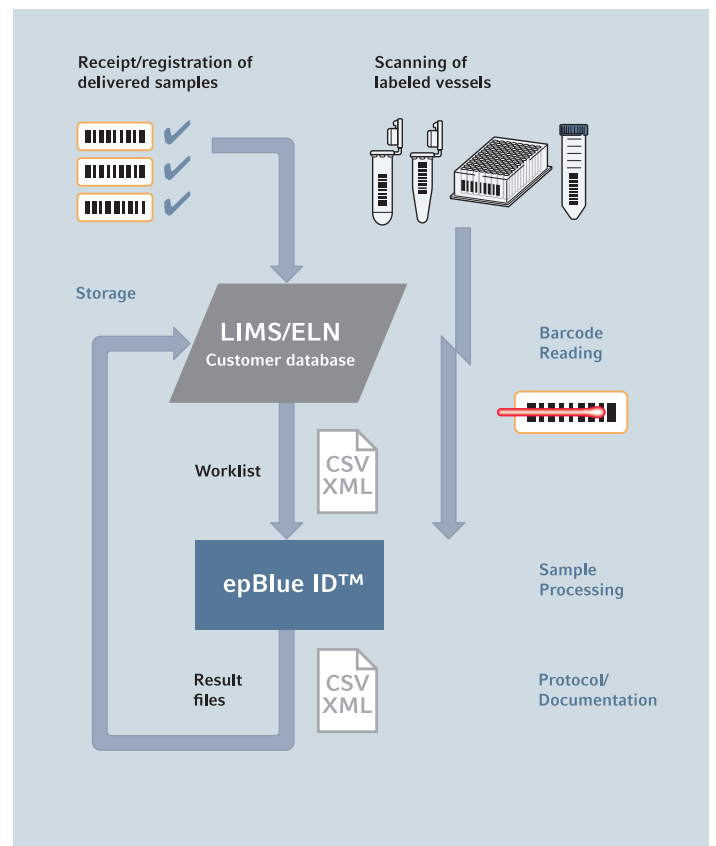 Receipt/registration of
delivered samples
Scanning of
labeled vessels
Storage
LIMS/ELN
Customer database
Barcode
Reading
Worklist
CSV
XML
epBlue ID™
Sample
Processing
Result
files
CSV
XML
Protocol/
Documentation